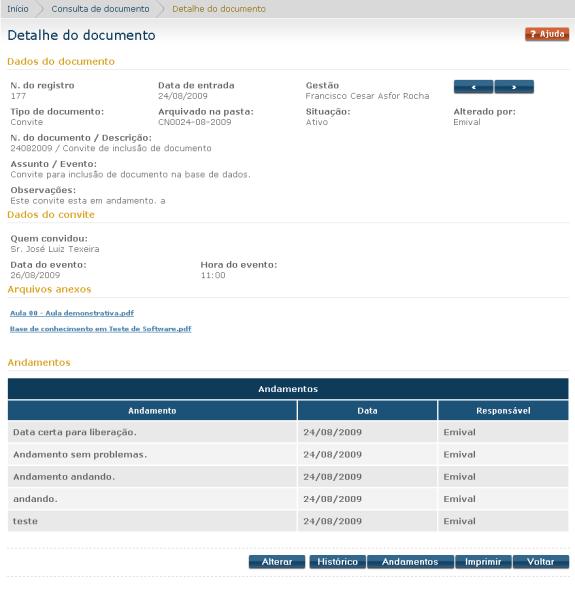 Início Consulta de documento Detalhe do documento
Detalhe do documento
? Ajuda
Dados do documento
N. do registro Data de entrada Gestão
177 24/08/2009 Francisco Cesar Asfor Rocha
« »
Tipo de documento: Arquivado na pasta: Situação: Alterado por:
Convite CN0024-08-2009 Ativo Emival
N. do documento / Descrição:
24082009 / Convite de inclusão de documento
Assunto / Evento:
Convite para inclusão de documento na base de dados.
Observações:
Este convite esta em andamento. a
Dados do convite
Quem convidou:
Sr. José Luiz Texeira
Data do evento: Hora do evento:
26/08/2009 11:00
Arquivos anexos
Aula 00 - Aula demonstrativa.pdf
Base de conhecimento em Teste de Software.pdf
Andamentos
Andamentos
Andamento Data Responsável
Data certa para liberação. 24/08/2009 Emival
Andamento sem problemas. 24/08/2009 Emival
Andamento andando. 24/08/2009 Emival
andando. 24/08/2009 Emival
teste 24/08/2009 Emival
Alterar Histórico Andamentos Imprimir Voltar